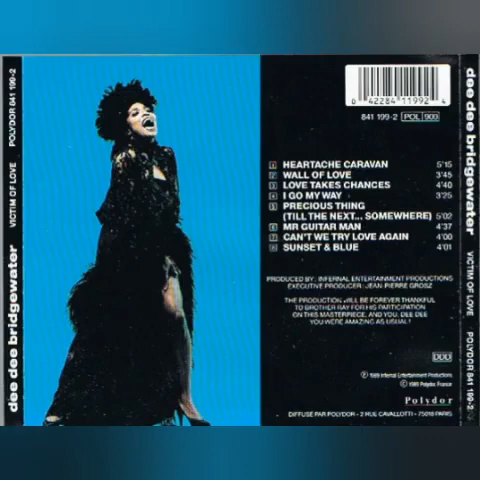 dee dee bridgewater VICTIM OF LOVE POLYDOR 841 199-2
0 42284 11992 4
841 199-2 POL 900
1 HEARTACHE CARAVAN 5'15
2 WALL OF LOVE 3'45
3 LOVE TAKES CHANCES 4'40
4 I GO MY WAY 3'25
5 PRECIOUS THING
(TILL THE NEXT... SOMEWHERE) 5'02
6 MR GUITAR MAN 4'37
7 CAN'T WE TRY LOVE AGAIN 4'00
8 SUNSET & BLUE 4'01
PRODUCED BY : INFERNAL ENTERTAINMENT PRODUCTIONS
EXECUTIVE PRODUCER : JEAN-PIERRE GROSZ
THE PRODUCTION WILL BE FOREVER THANKFUL
TO BROTHER RAY FOR HIS PARTICIPATION
ON THIS MASTERPIECE, AND YOU, DEE DEE
YOU WERE AMAZING AS USUAL!
DDD
℗ 1989 Infernal Entertainment Productions
© 1989 Polydor, France
Polydor
DIFFUSÉ PAR POLYDOR - 2 RUE CAVALLOTTI - 75018 PARIS
dee dee bridgewater VICTIM OF LOVE POLYDOR 841 199-2